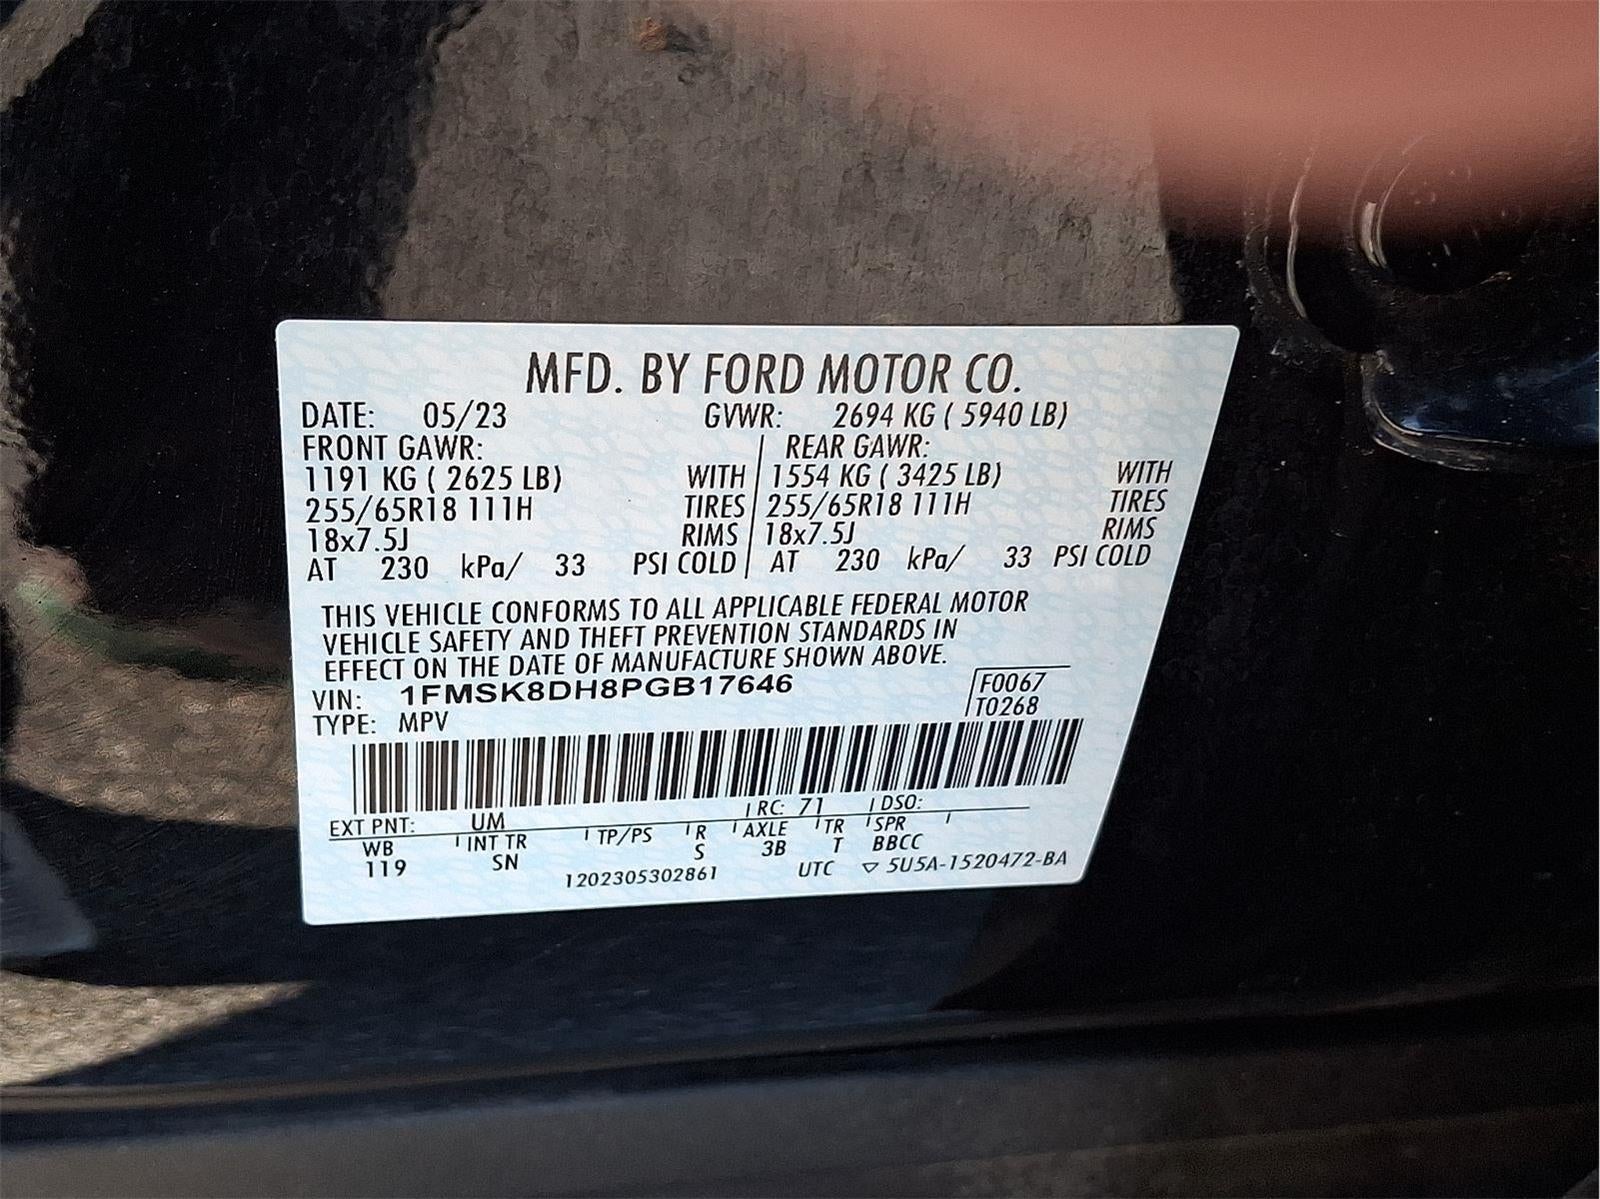 MFD. BY FORD MOTOR CO.
DATE: 05/23 GVWR: 2694 KG ( 5940 LB)
FRONT GAWR: REAR GAWR:
1191 KG ( 2625 LB) WITH 1554 KG ( 3425 LB) WITH
255/65R18 111H TIRES 255/65R18 111H TIRES
18x7.5J RIMS 18x7.5J RIMS
AT 230 kPa/ 33 PSI COLD AT 230 kPa/ 33 PSI COLD
THIS VEHICLE CONFORMS TO ALL APPLICABLE FEDERAL MOTOR
VEHICLE SAFETY AND THEFT PREVENTION STANDARDS IN
EFFECT ON THE DATE OF MANUFACTURE SHOWN ABOVE.
VIN: 1FMSK8DH8PGB17646 F0067
TYPE: MPV T0268
EXT PNT: UM RC: 71 DSO:
WB INT TR TP/PS R AXLE TR SPR
119 SN S 3B T BBCC
1202305302861 UTC ▽ 5U5A-1520472-BA